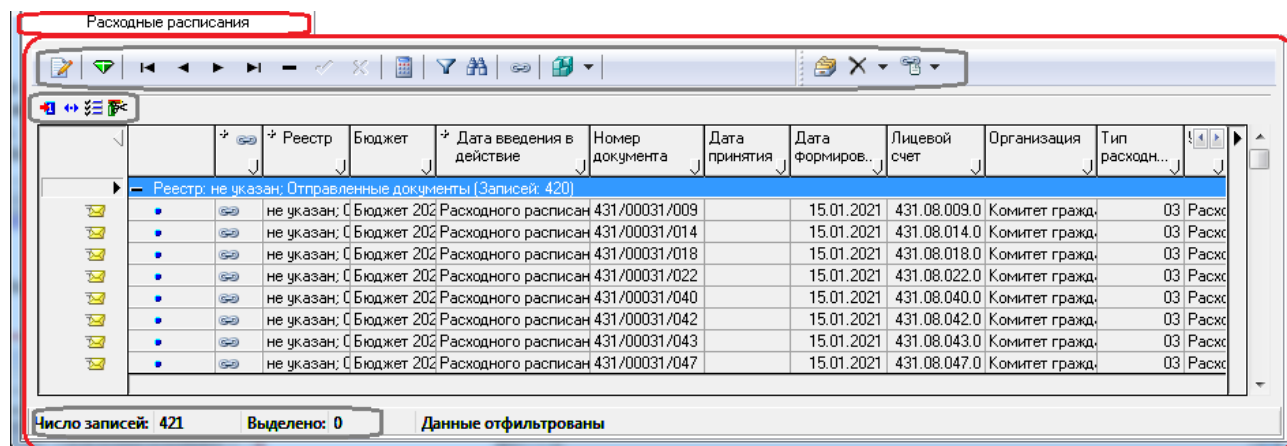 Расходные расписания
Реестр Бюджет Дата введения в действие Номер документа Дата принятия Дата формиров.. Лицевой счет Организация Тип расходн...
Реестр: не указан; Отправленные документы (Записей: 420)
не указан; Бюджет 202 Расходного расписан 431/00031/009 15.01.2021 431.08.009.0 Комитет гражд 03 Расхо
не указан; Бюджет 202 Расходного расписан 431/00031/014 15.01.2021 431.08.014.0 Комитет гражд 03 Расхо
не указан; Бюджет 202 Расходного расписан 431/00031/018 15.01.2021 431.08.018.0 Комитет гражд 03 Расхо
не указан; Бюджет 202 Расходного расписан 431/00031/022 15.01.2021 431.08.022.0 Комитет гражд 03 Расхо
не указан; Бюджет 202 Расходного расписан 431/00031/040 15.01.2021 431.08.040.0 Комитет гражд 03 Расхо
не указан; Бюджет 202 Расходного расписан 431/00031/042 15.01.2021 431.08.042.0 Комитет гражд 03 Расхо
не указан; Бюджет 202 Расходного расписан 431/00031/043 15.01.2021 431.08.043.0 Комитет гражд 03 Расхо
не указан; Бюджет 202 Расходного расписан 431/00031/047 15.01.2021 431.08.047.0 Комитет гражд 03 Расхо
Число записей: 421 Выделено: 0 Данные отфильтрованы